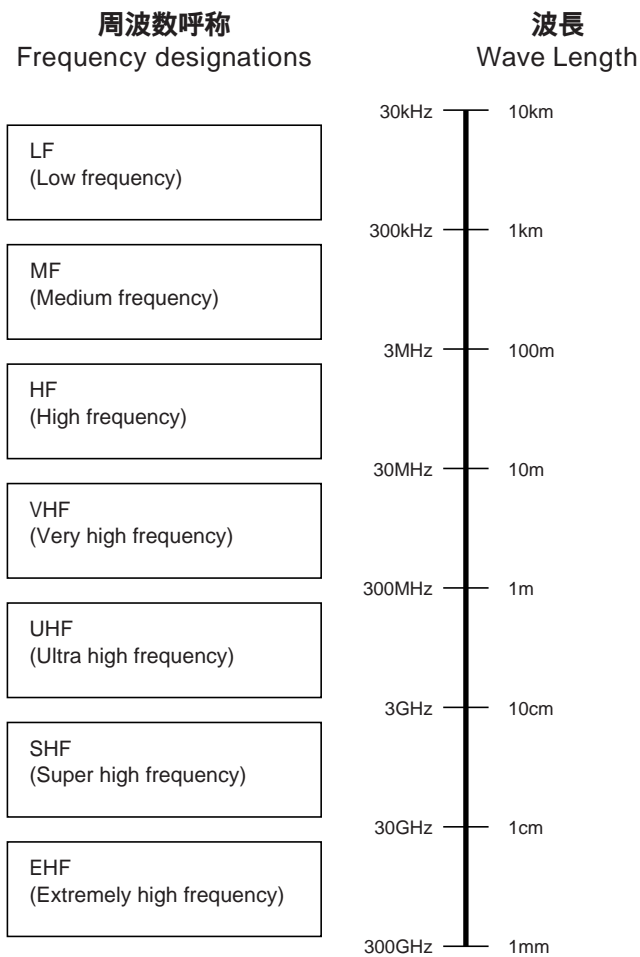 周波数呼称
Frequency designations
波長
Wave Length
30kHz 10km
LF
(Low frequency)
300kHz 1km
MF
(Medium frequency)
3MHz 100m
HF
(High frequency)
30MHz 10m
VHF
(Very high frequency)
300MHz 1m
UHF
(Ultra high frequency)
3GHz 10cm
SHF
(Super high frequency)
30GHz 1cm
EHF
(Extremely high frequency)
300GHz 1mm